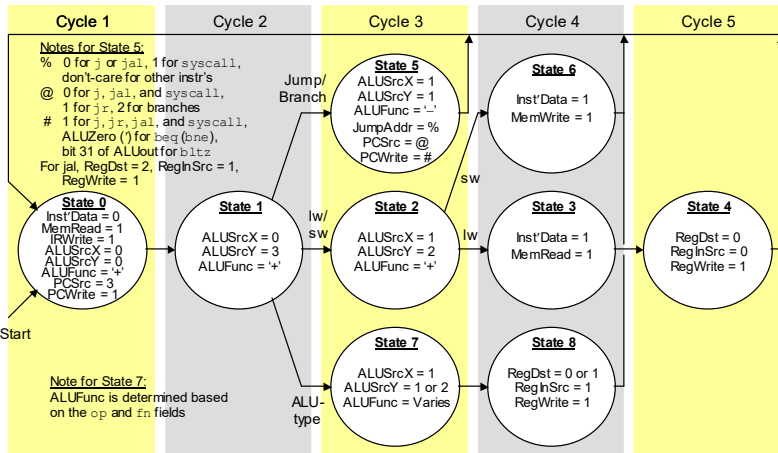 Cycle 1
Cycle 2
Cycle 3
Cycle 4
Cycle 5
Notes for State 5:
% 0 for j or jal, 1 for syscall,
don't-care for other instr's
@ 0 for j, jal, and syscall,
1 for jr, 2 for branches
# 1 for j, jr, jal, and syscall,
ALUZero (′) for beq (bne),
bit 31 of ALUout for bltz
For jal, RegDst = 2, RegInSrc = 1,
RegWrite = 1
State 0
Inst′Data = 0
MemRead = 1
IRWrite = 1
ALUSrcX = 0
ALUSrcY = 0
ALUFunc = ‘+’
PCSrc = 3
PCWrite = 1
Start
State 1
ALUSrcX = 0
ALUSrcY = 3
ALUFunc = ‘+’
Jump/
Branch
lw/
sw
ALU-
type
State 5
ALUSrcX = 1
ALUSrcY = 1
ALUFunc = ‘−’
JumpAddr = %
PCSrc = @
PCWrite = #
State 2
ALUSrcX = 1
ALUSrcY = 2
ALUFunc = ‘+’
sw
lw
State 7
ALUSrcX = 1
ALUSrcY = 1 or 2
ALUFunc = Varies
State 6
Inst′Data = 1
MemWrite = 1
State 3
Inst′Data = 1
MemRead = 1
State 8
RegDst = 0 or 1
RegInSrc = 1
RegWrite = 1
State 4
RegDst = 0
RegInSrc = 0
RegWrite = 1
Note for State 7:
ALUFunc is determined based
on the op and fn fields